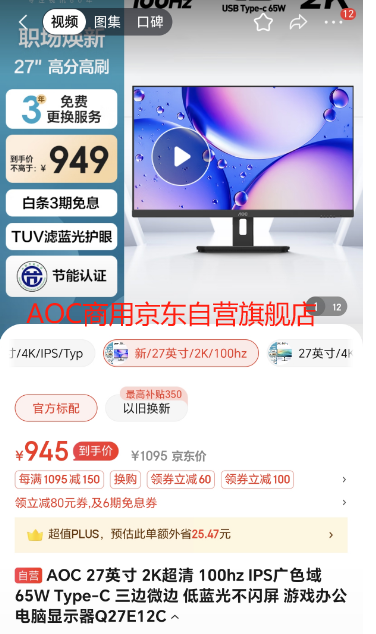 100Hz
USB Type-c 65W
2K
视频
图集
口碑
12
职场焕新
27" 高分高刷
3年
免费
更换服务
到手价
不高于：¥
949
白条3期免息
TUV滤蓝光护眼
节能认证
AOC
AOC商用京东自营旗舰店
1 12
寸/4K/IPS/Typ
新/27英寸/2K/100hz
27英寸/4K
官方标配
最高补贴350
以旧换新
¥945 到手价 ¥1095 京东价
每满1095减150
换购
领券立减60
领券立减100
领立减80元券,及6期免息券
超值PLUS，预估此单额外省25.47元
自营 AOC 27英寸 2K超清 100hz IPS广色域
65W Type-C 三边微边 低蓝光不闪屏 游戏办公
电脑显示器Q27E12C